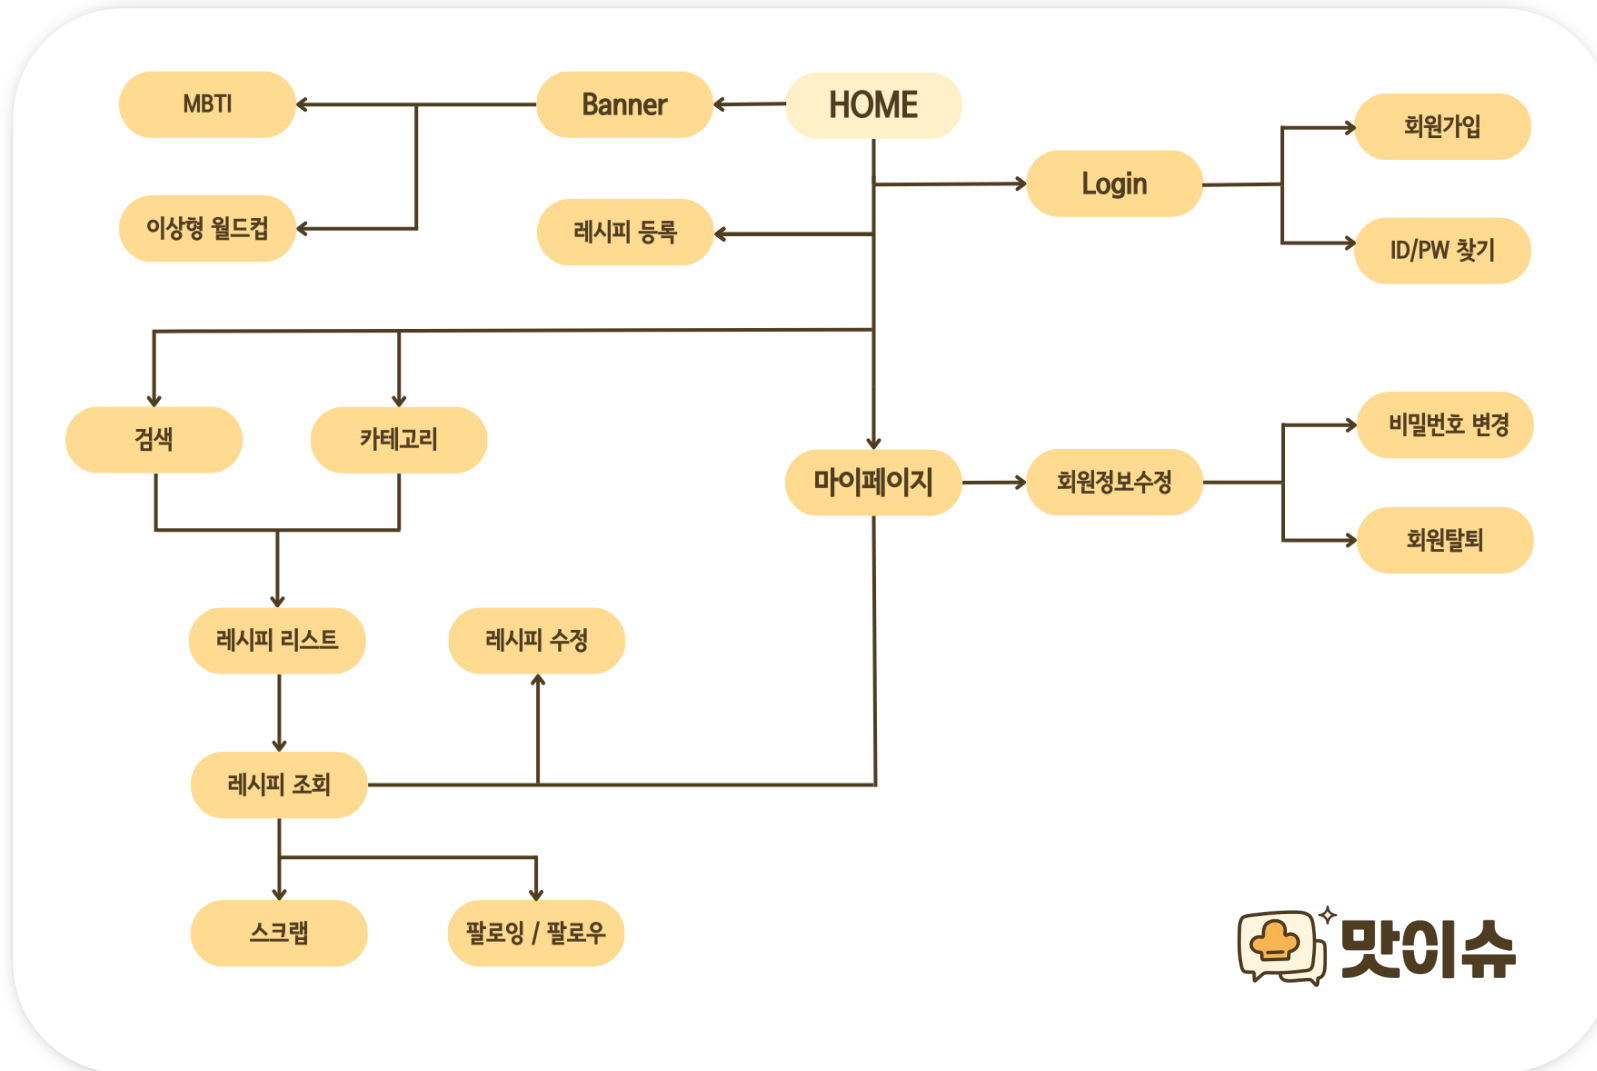 MBTI
Banner
HOME
회원가입
Login
이상형 월드컵
레시피 등록
ID/PW 찾기
검색
카테고리
마이페이지
회원정보수정
비밀번호 변경
회원탈퇴
레시피 리스트
레시피 수정
레시피 조회
스크랩
팔로잉 / 팔로우
맛이슈